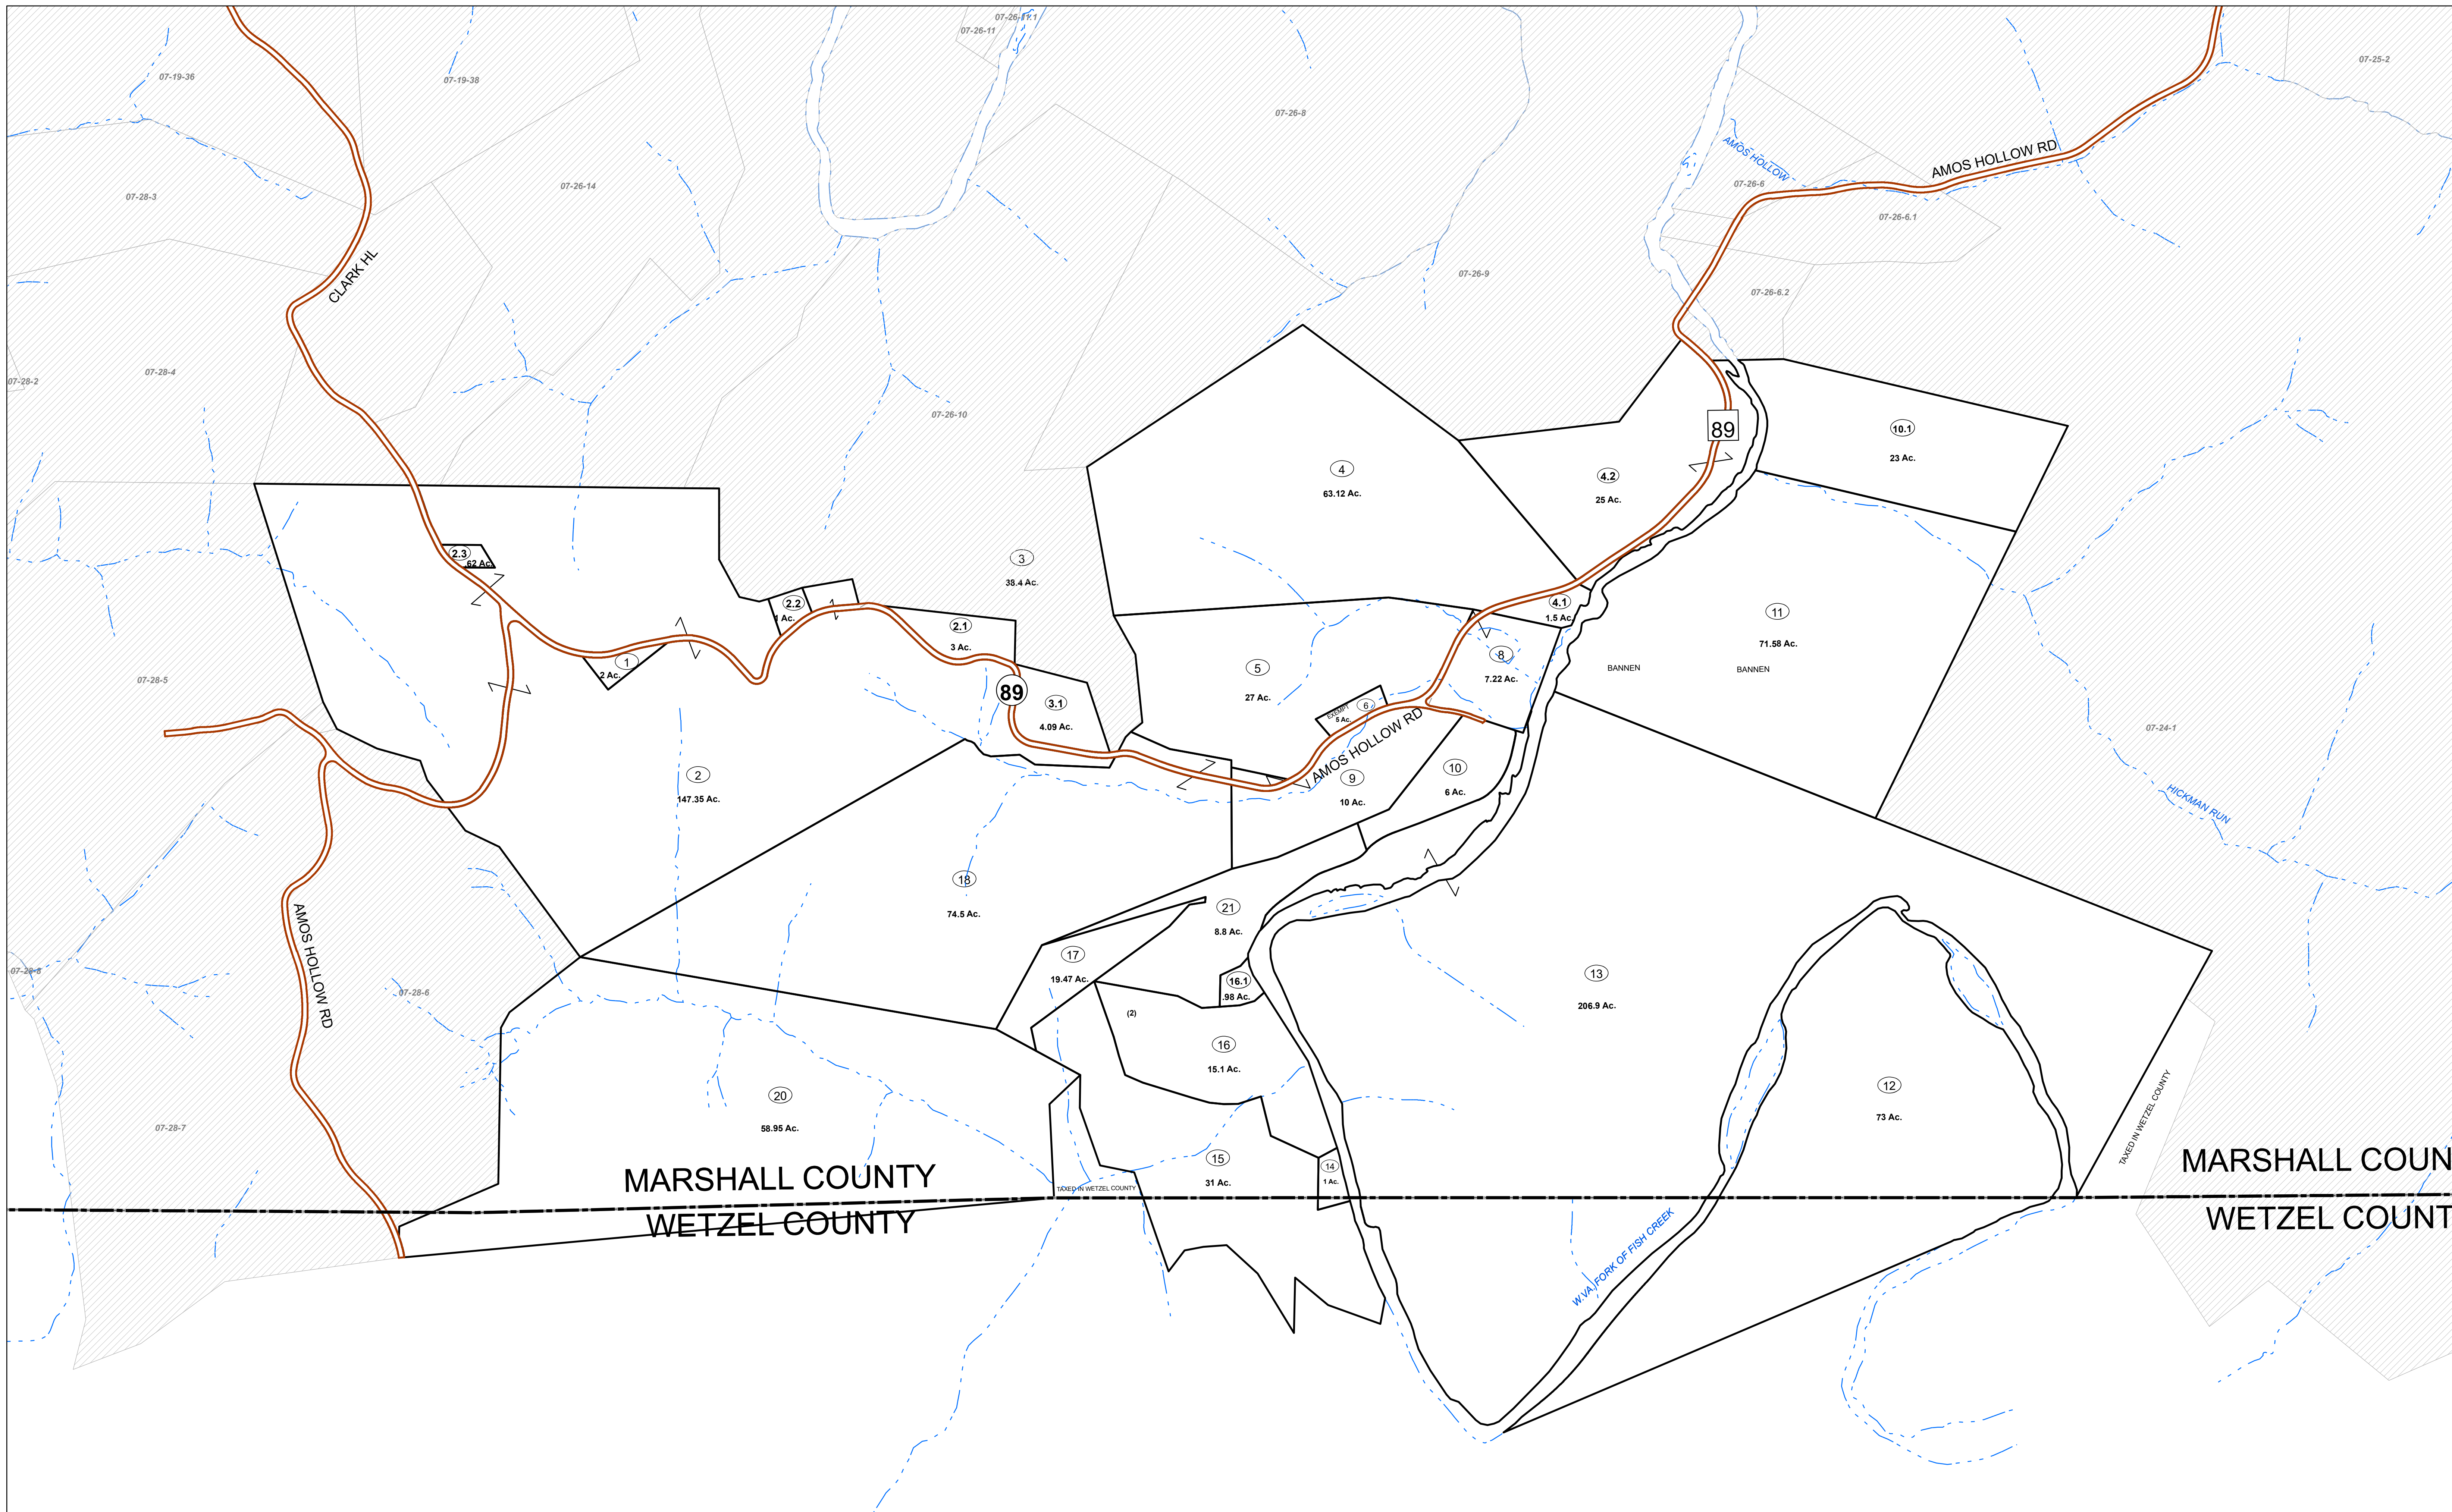 07-26-11.1
07-26-11
07-25-2
07-19-36
07-19-38
07-26-8
AMOS HOLLOW RD
AMOS HOLLOW
07-26-6
07-26-14
07-28-3
07-26-6.1
CLARK HL
07-26-9
07-26-6.2
07-28-4
07-28-2
07-26-10
89
10.1
23 Ac.
4
63.12 Ac.
4.2
25 Ac.
2.3
.62 Ac.
3
38.4 Ac.
2.2
1 Ac.
4.1
1.5 Ac.
11
71.58 Ac.
2.1
3 Ac.
1
.2 Ac.
5
27 Ac.
8
7.22 Ac.
BANNEN
BANNEN
07-28-5
89
3.1
4.09 Ac.
EXEMPT
6
5 Ac.
AMOS HOLLOW RD
07-24-1
2
147.35 Ac.
9
10 Ac.
10
6 Ac.
HICKMAN RUN
18
74.5 Ac.
21
8.8 Ac.
AMOS HOLLOW RD
17
19.47 Ac.
16.1
.98 Ac.
13
206.9 Ac.
07-28-8
07-28-6
(2)
16
15.1 Ac.
20
58.95 Ac.
12
73 Ac.
07-28-7
TAXED IN WETZEL COUNTY
15
31 Ac.
14
1 Ac.
MARSHALL COUNTY
TAXED IN WETZEL COUNTY
MARSHALL COUN
WETZEL COUNTY
WETZEL COUNT
W.VA. FORK OF FISH CREEK